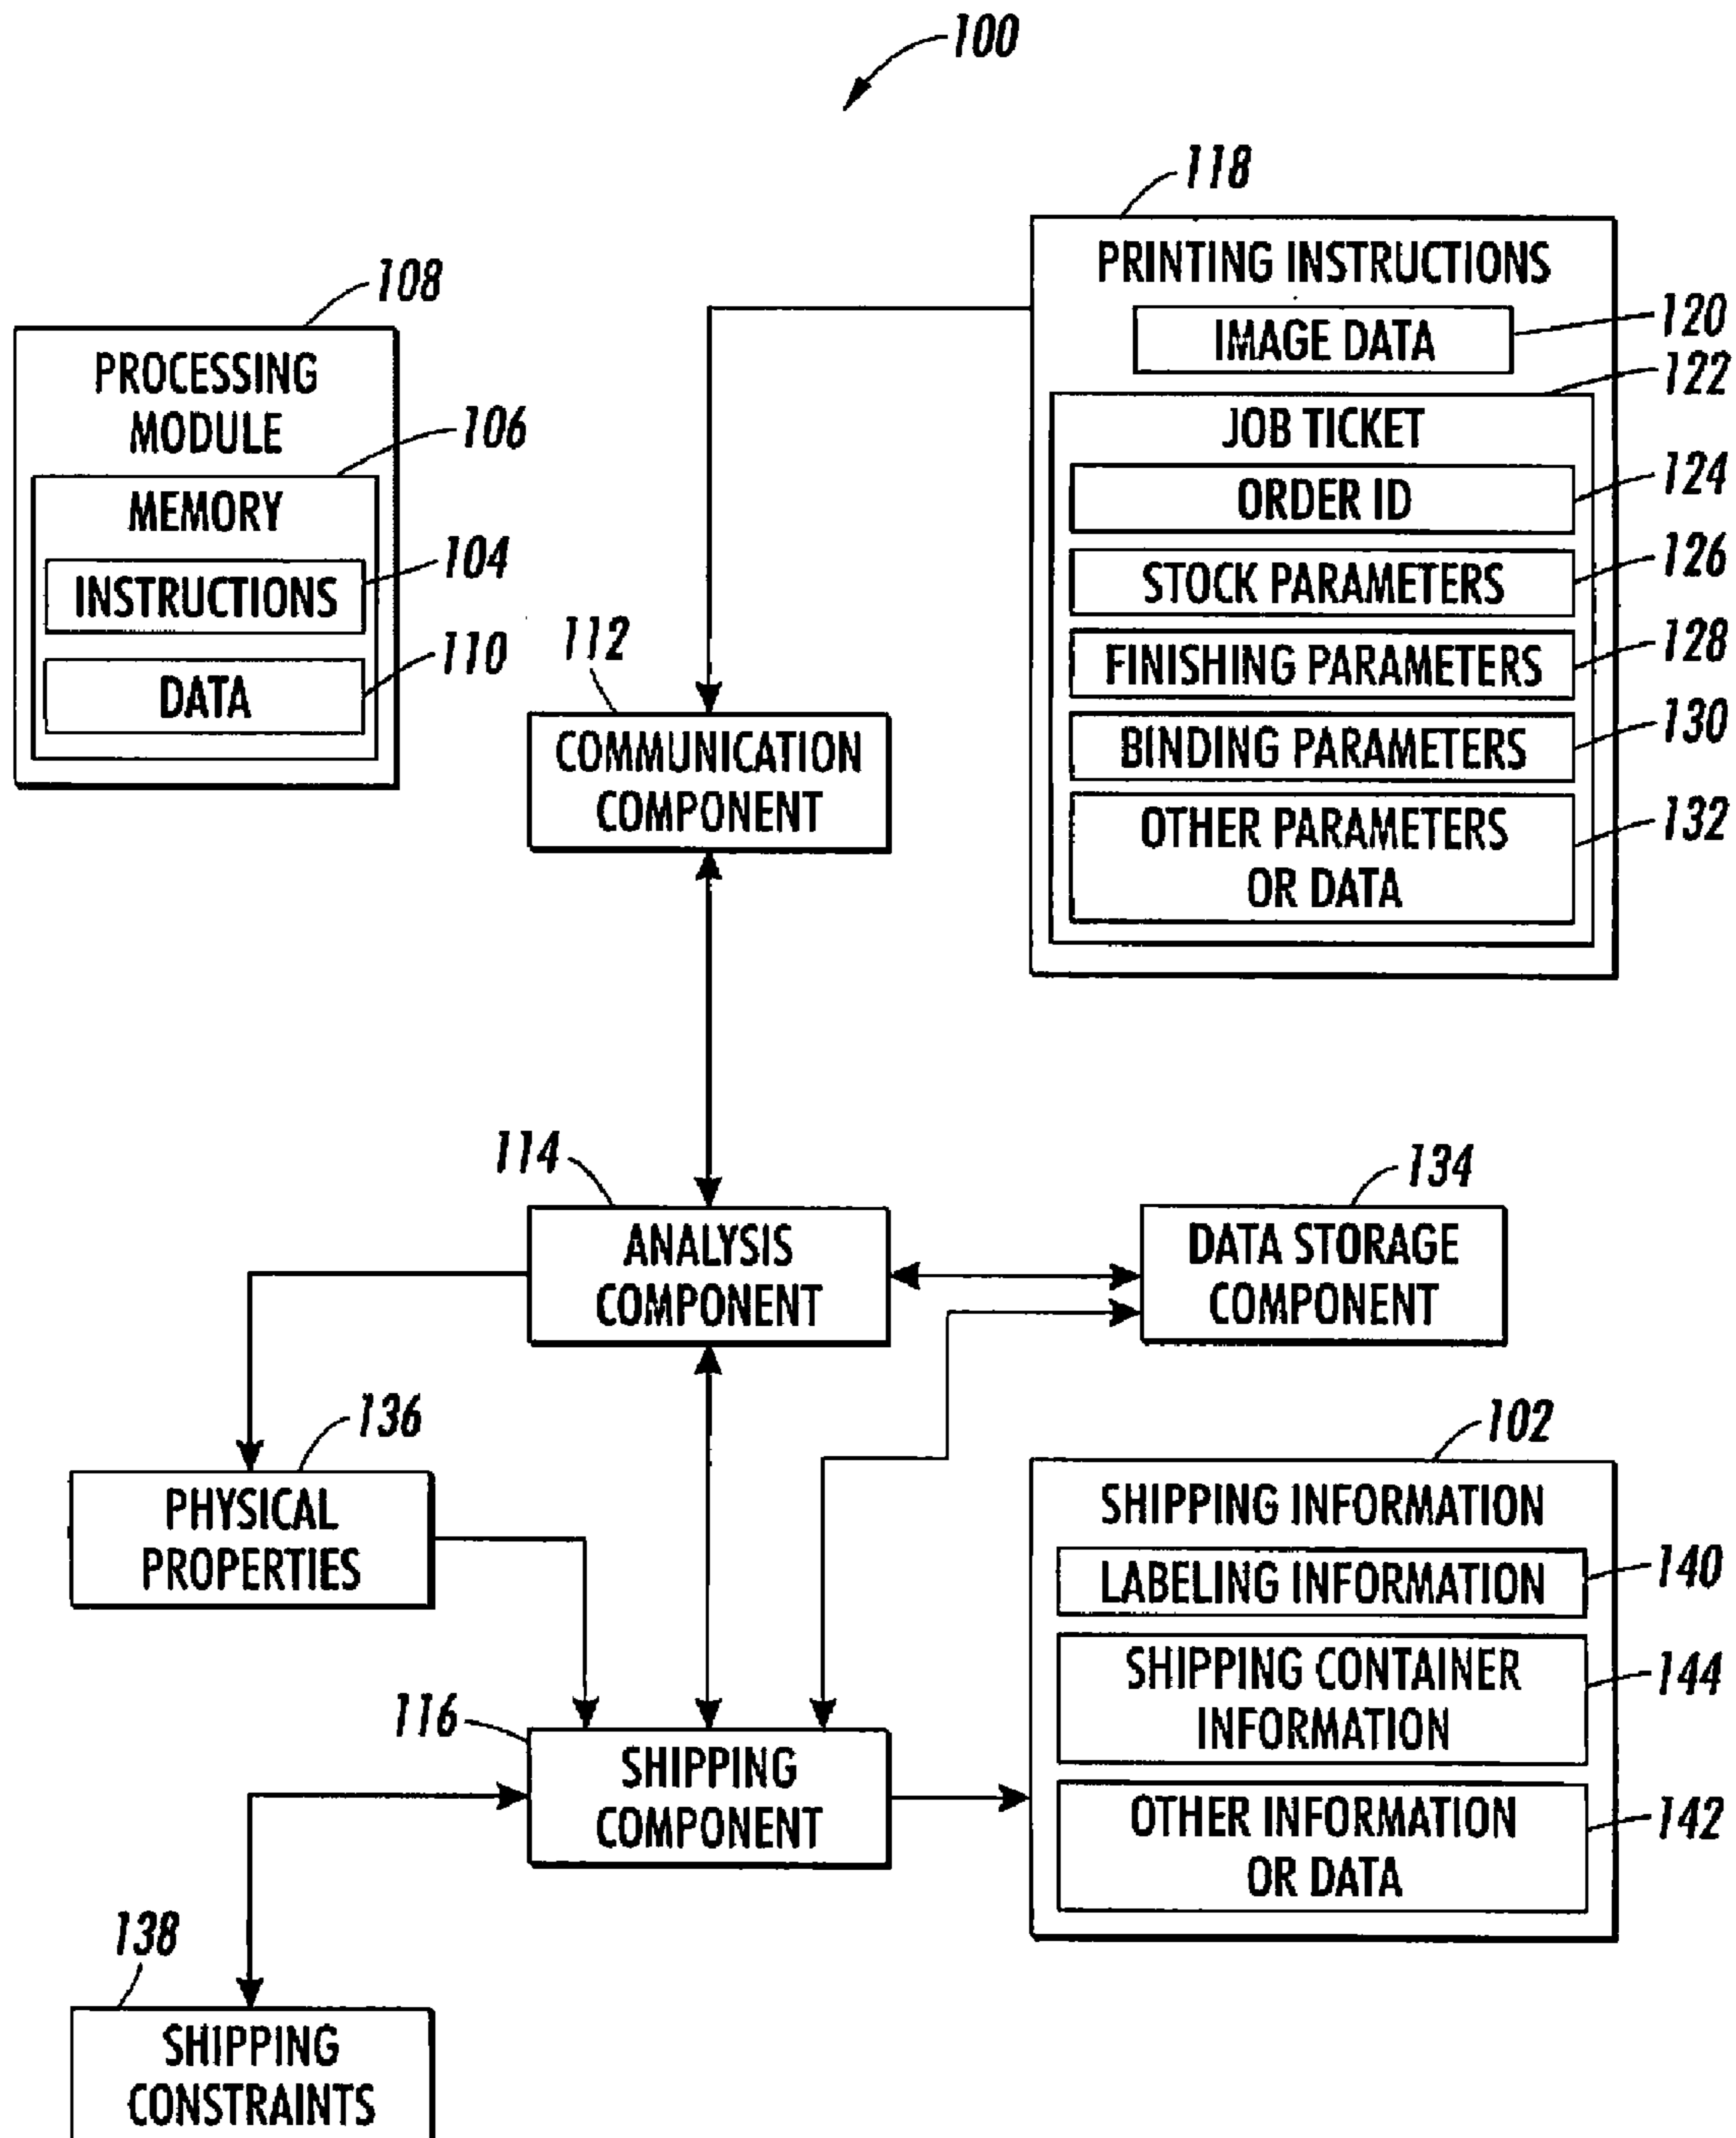 100
118
PRINTING INSTRUCTIONS
IMAGE DATA
120
122
JOB TICKET
ORDER ID
124
STOCK PARAMETERS
126
FINISHING PARAMETERS
128
BINDING PARAMETERS
130
OTHER PARAMETERS
OR DATA
132
108
PROCESSING
MODULE
106
MEMORY
INSTRUCTIONS
104
DATA
110
112
COMMUNICATION
COMPONENT
114
ANALYSIS
COMPONENT
134
DATA STORAGE
COMPONENT
136
PHYSICAL
PROPERTIES
102
SHIPPING INFORMATION
LABELING INFORMATION
140
SHIPPING CONTAINER
INFORMATION
144
OTHER INFORMATION
OR DATA
142
116
SHIPPING
COMPONENT
138
SHIPPING
CONSTRAINTS